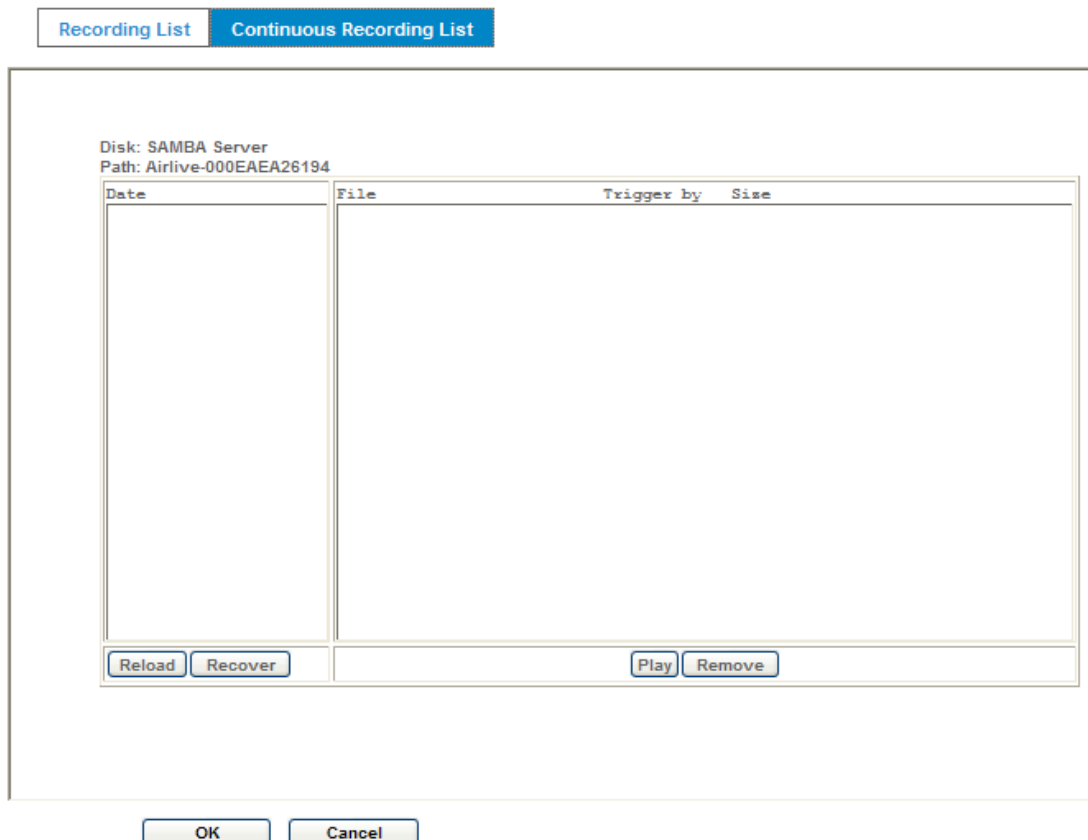 Recording List Continuous Recording List
Disk: SAMBA Server
Path: Airlive-000EAEA26194
Date File Trigger by Size
Reload Recover Play Remove
OK Cancel